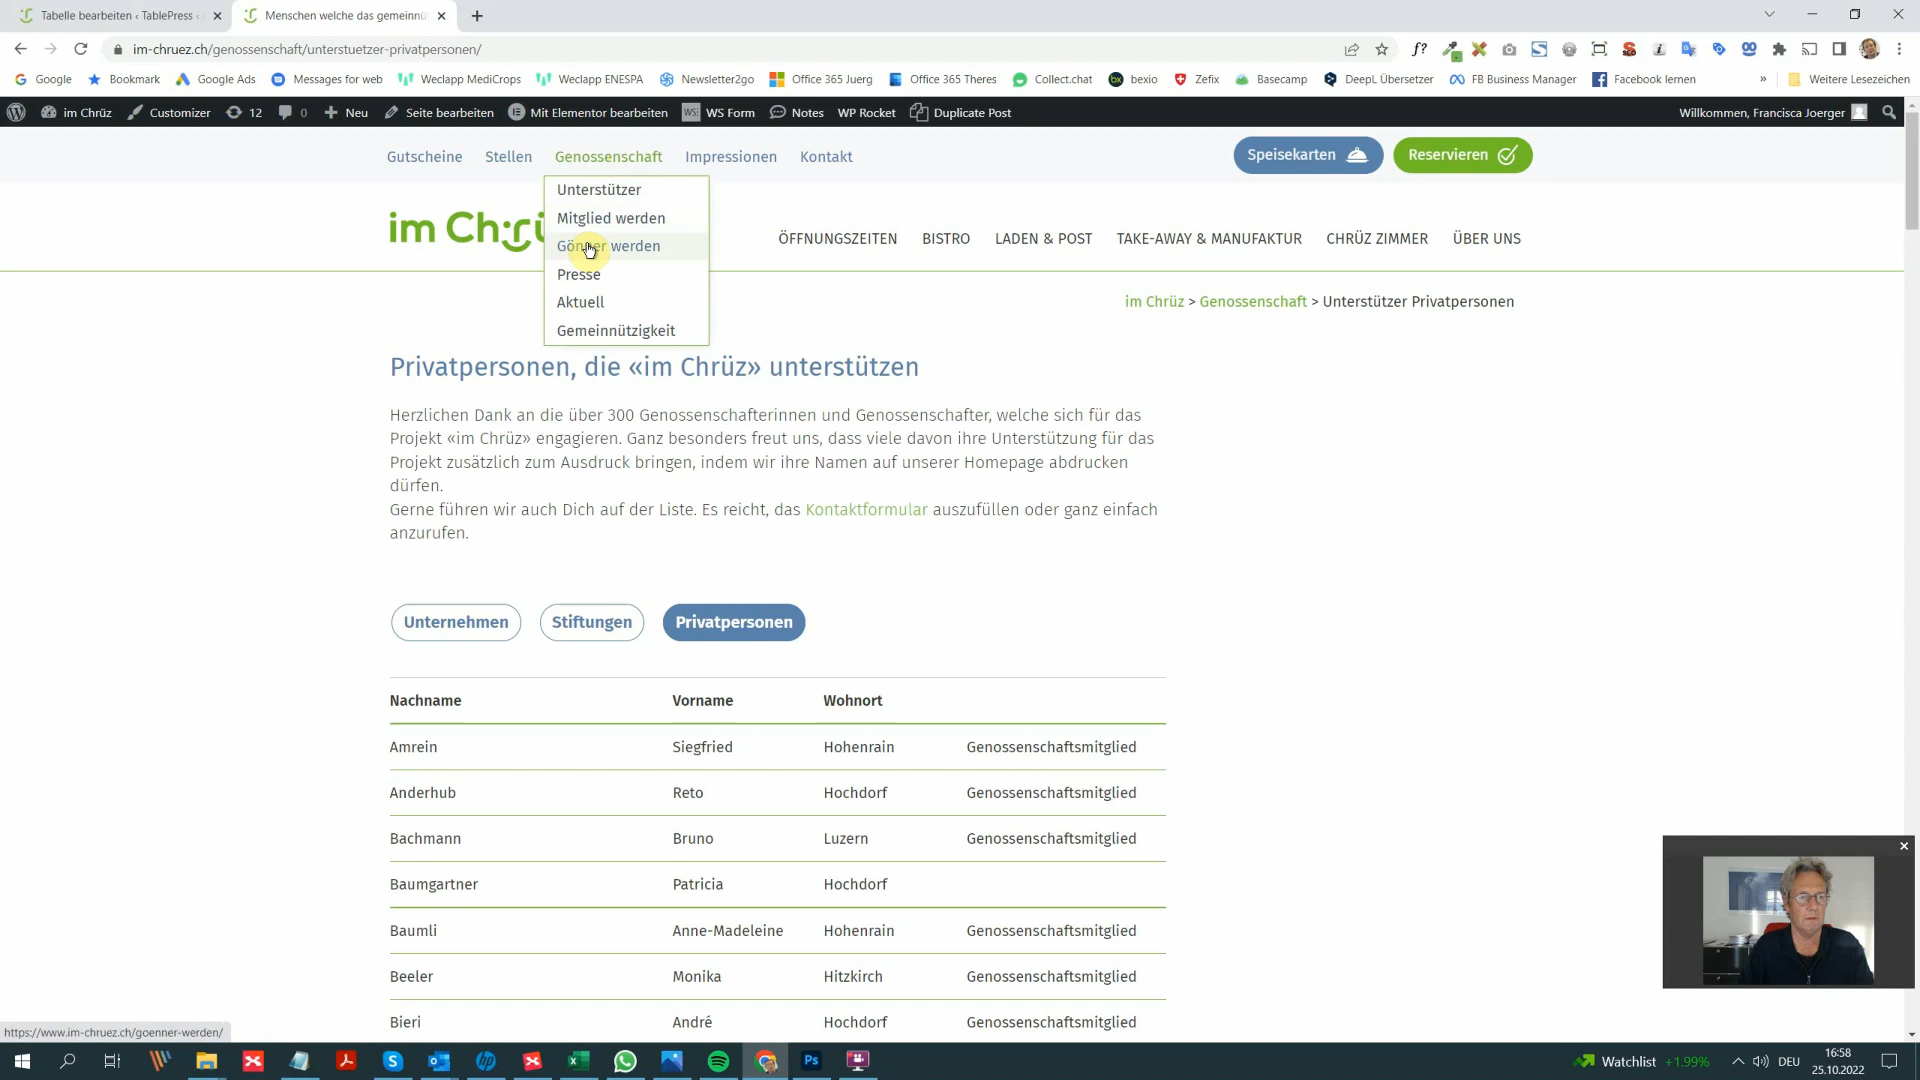 Tabelle bearbeiten ‹ TablePress ‹
Menschen welche das gemeinnü
im-chruez.ch/genossenschaft/unterstuetzer-privatpersonen/
Google
Bookmark
Google Ads
Messages for web
Weclapp MediCrops
Weclapp ENESPA
Newsletter2go
Office 365 Juerg
Office 365 Theres
Collect.chat
bexio
Zefix
Basecamp
DeepL Übersetzer
FB Business Manager
Facebook lernen
»
Weitere Lesezeichen
im Chrüz
Customizer
12
0
Neu
Seite bearbeiten
Mit Elementor bearbeiten
WS Form
Notes
WP Rocket
Duplicate Post
Willkommen, Francisca Joerger
Gutscheine
Stellen
Genossenschaft
Impressionen
Kontakt
Speisekarten
Reservieren
Unterstützer
Mitglied werden
Gönner werden
Presse
Aktuell
Gemeinnützigkeit
im Chrü
ÖFFNUNGSZEITEN
BISTRO
LADEN & POST
TAKE-AWAY & MANUFAKTUR
CHRÜZ ZIMMER
ÜBER UNS
im Chrüz > Genossenschaft > Unterstützer Privatpersonen
Privatpersonen, die «im Chrüz» unterstützen
Herzlichen Dank an die über 300 Genossenschafterinnen und Genossenschafter, welche sich für das
Projekt «im Chrüz» engagieren. Ganz besonders freut uns, dass viele davon ihre Unterstützung für das
Projekt zusätzlich zum Ausdruck bringen, indem wir ihre Namen auf unserer Homepage abdrucken
dürfen.
Gerne führen wir auch Dich auf der Liste. Es reicht, das Kontaktformular auszufüllen oder ganz einfach
anzurufen.
Unternehmen
Stiftungen
Privatpersonen
Nachname Vorname Wohnort
Amrein Siegfried Hohenrain Genossenschaftsmitglied
Anderhub Reto Hochdorf Genossenschaftsmitglied
Bachmann Bruno Luzern Genossenschaftsmitglied
Baumgartner Patricia Hochdorf
Baumli Anne-Madeleine Hohenrain Genossenschaftsmitglied
Beeler Monika Hitzkirch Genossenschaftsmitglied
Bieri André Hochdorf Genossenschaftsmitglied
https://www.im-chruez.ch/goenner-werden/
Watchlist +1.99%
DEU
16:58
25.10.2022